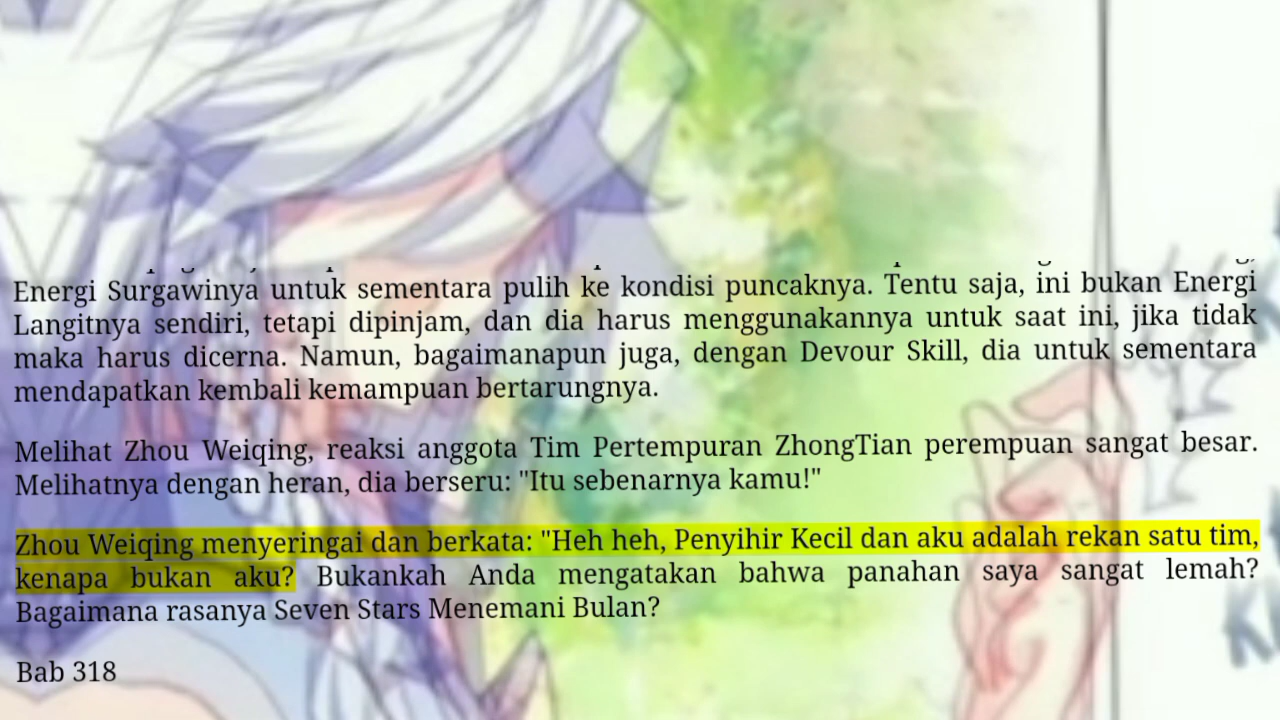 Energi Surgawinya untuk sementara pulih ke kondisi puncaknya. Tentu saja, ini bukan Energi
Langitnya sendiri, tetapi dipinjam, dan dia harus menggunakannya untuk saat ini, jika tidak
maka harus dicerna. Namun, bagaimanapun juga, dengan Devour Skill, dia untuk sementara
mendapatkan kembali kemampuan bertarungnya.
Melihat Zhou Weiqing, reaksi anggota Tim Pertempuran ZhongTian perempuan sangat besar.
Melihatnya dengan heran, dia berseru: "Itu sebenarnya kamu!"
Zhou Weiqing menyeringai dan berkata: "Heh heh, Penyihir Kecil dan aku adalah rekan satu tim,
kenapa bukan aku? Bukankah Anda mengatakan bahwa panahan saya sangat lemah?
Bagaimana rasanya Seven Stars Menemani Bulan?
Bab 318